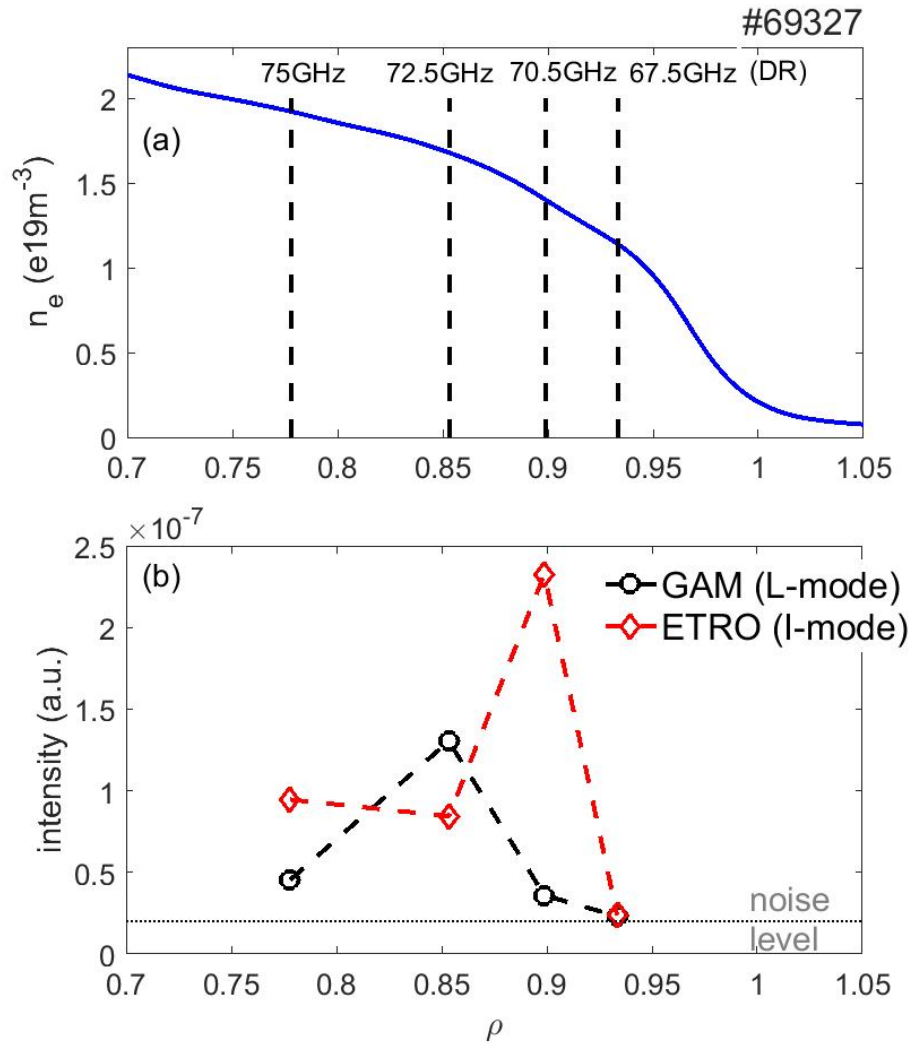 #69327
75GHz 72.5GHz 70.5GHz 67.5GHz (DR)
(a)
2
1.5
1
0.5
0
n_e (e19m^-3)
0.7 0.75 0.8 0.85 0.9 0.95 1 1.05
×10^-7
(b)
GAM (L-mode)
ETRO (I-mode)
2.5
2
1.5
1
0.5
0
intensity (a.u.)
noise
level
0.7 0.75 0.8 0.85 0.9 0.95 1 1.05
ρ